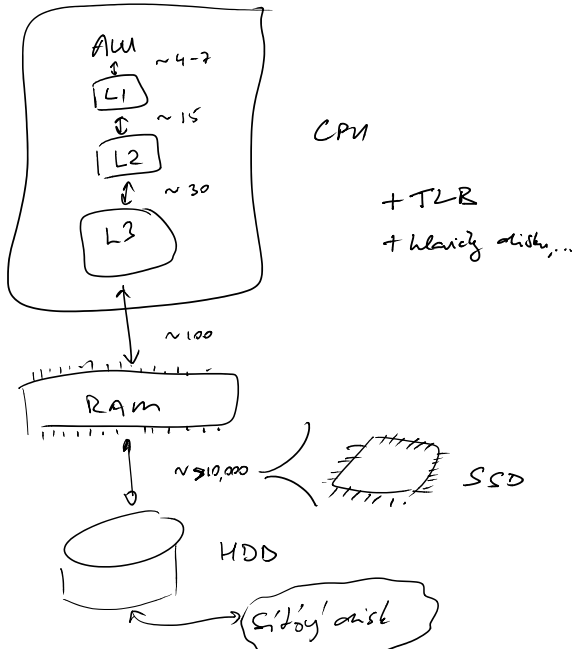 ALU
~4-7
L1
~15
L2
~30
L3
CPU
+ TLB
+ hlavičky disku,...
~100
RAM
~10,000
SSD
HDD
Síťový disk